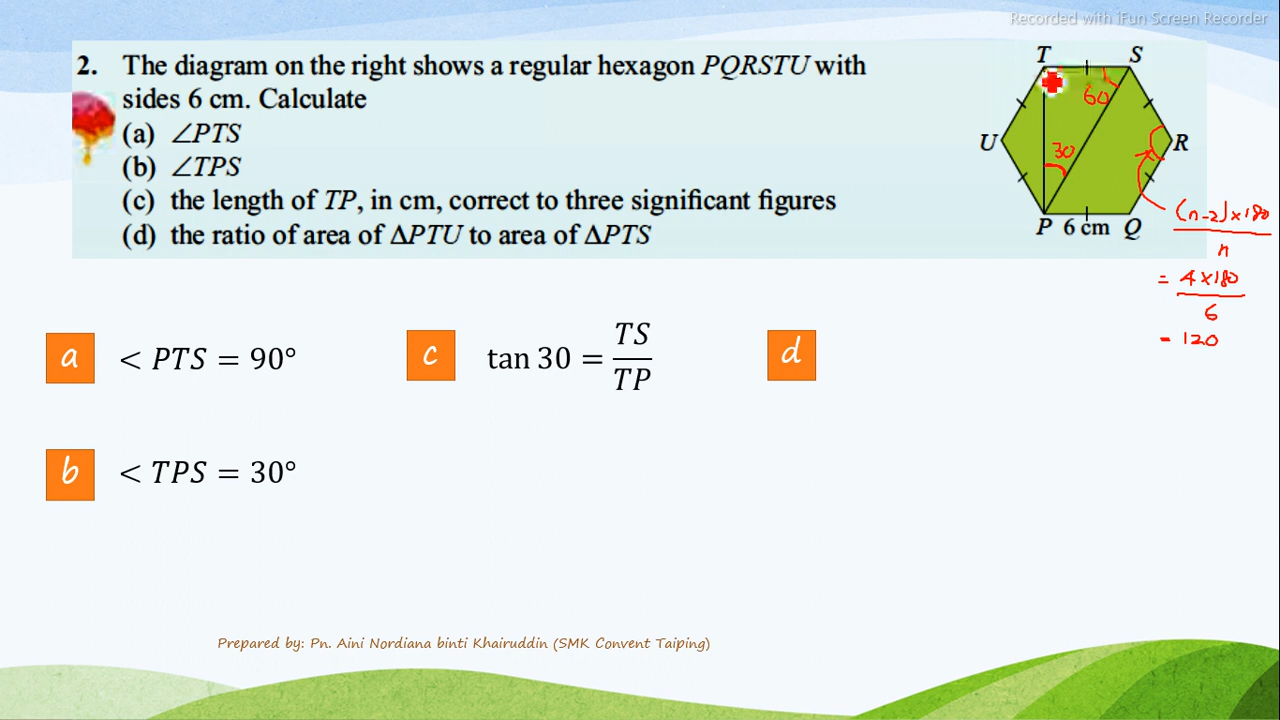 Recorded with iFun Screen Recorder
2. The diagram on the right shows a regular hexagon PQRSTU with
sides 6 cm. Calculate
(a) ∠PTS
(b) ∠TPS
(c) the length of TP, in cm, correct to three significant figures
(d) the ratio of area of ΔPTU to area of ΔPTS
T S
60
U 30 R
P 6 cm Q
(n-2)×180
n
= 4×180
6
= 120
a < PTS = 90°
c tan 30 = TS/TP
d
b < TPS = 30°
Prepared by: Pn. Aini Nordiana binti Khairuddin (SMK Convent Taiping)